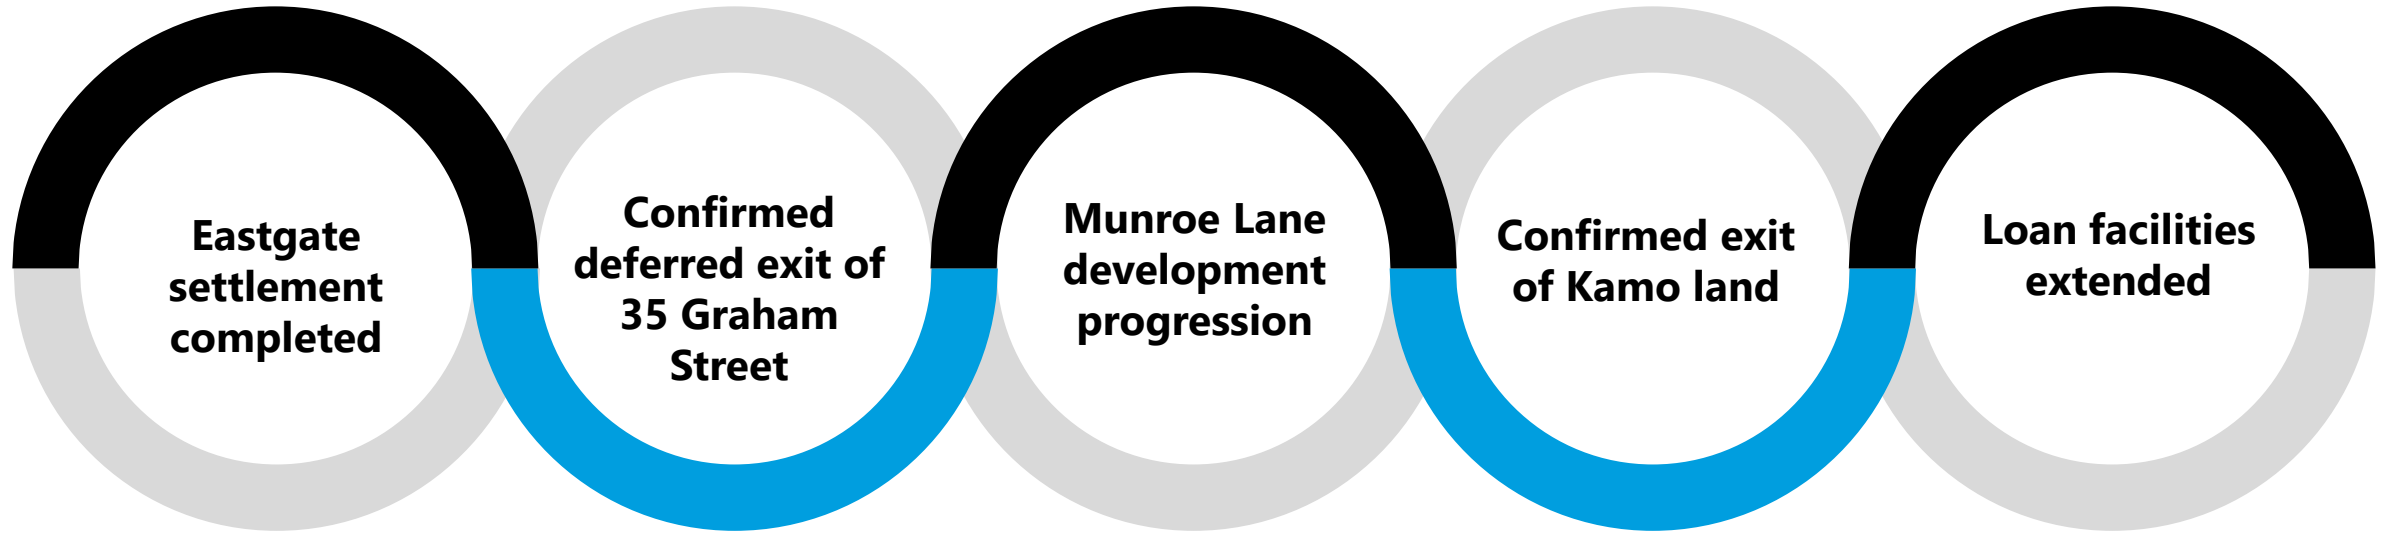 Eastgate
settlement
completed
Confirmed
deferred exit of
35 Graham
Street
Munroe Lane
development
progression
Confirmed exit
of Kamo land
Loan facilities
extended